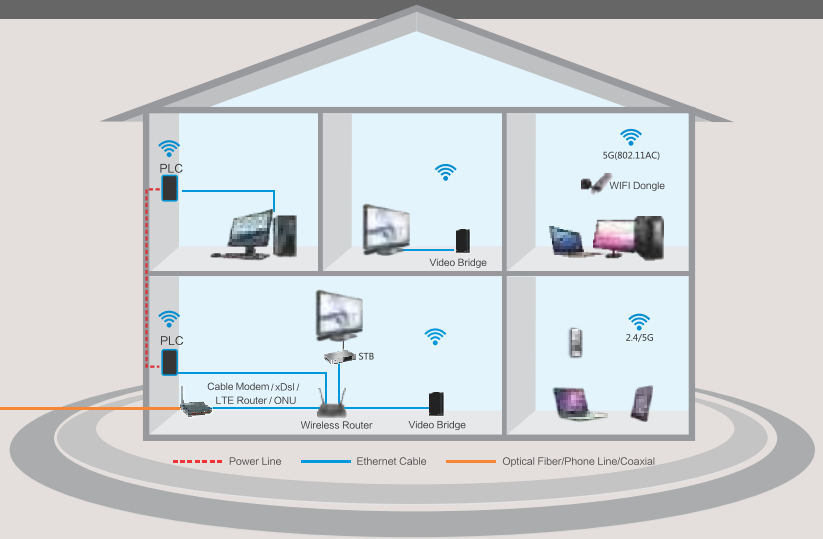 5G(802.11AC)
PLC
WIFI Dongle
Video Bridge
2.4/5G
PLC
STB
Cable Modem/xDsl/
LTE Router/ONU
Wireless Router
Video Bridge
Power Line
Ethernet Cable
Optical Fiber/Phone Line/Coaxial